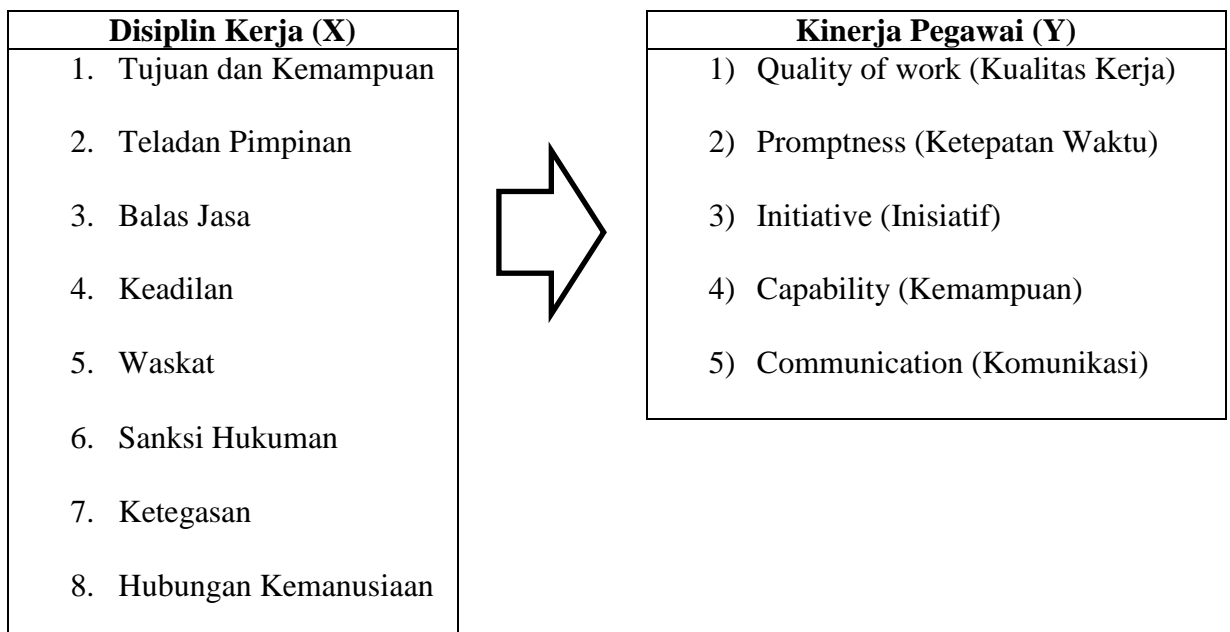 Disiplin Kerja (X)
1. Tujuan dan Kemampuan
2. Teladan Pimpinan
3. Balas Jasa
4. Keadilan
5. Waskat
6. Sanksi Hukuman
7. Ketegasan
8. Hubungan Kemanusiaan
Kinerja Pegawai (Y)
1) Quality of work (Kualitas Kerja)
2) Promptness (Ketepatan Waktu)
3) Initiative (Inisiatif)
4) Capability (Kemampuan)
5) Communication (Komunikasi)